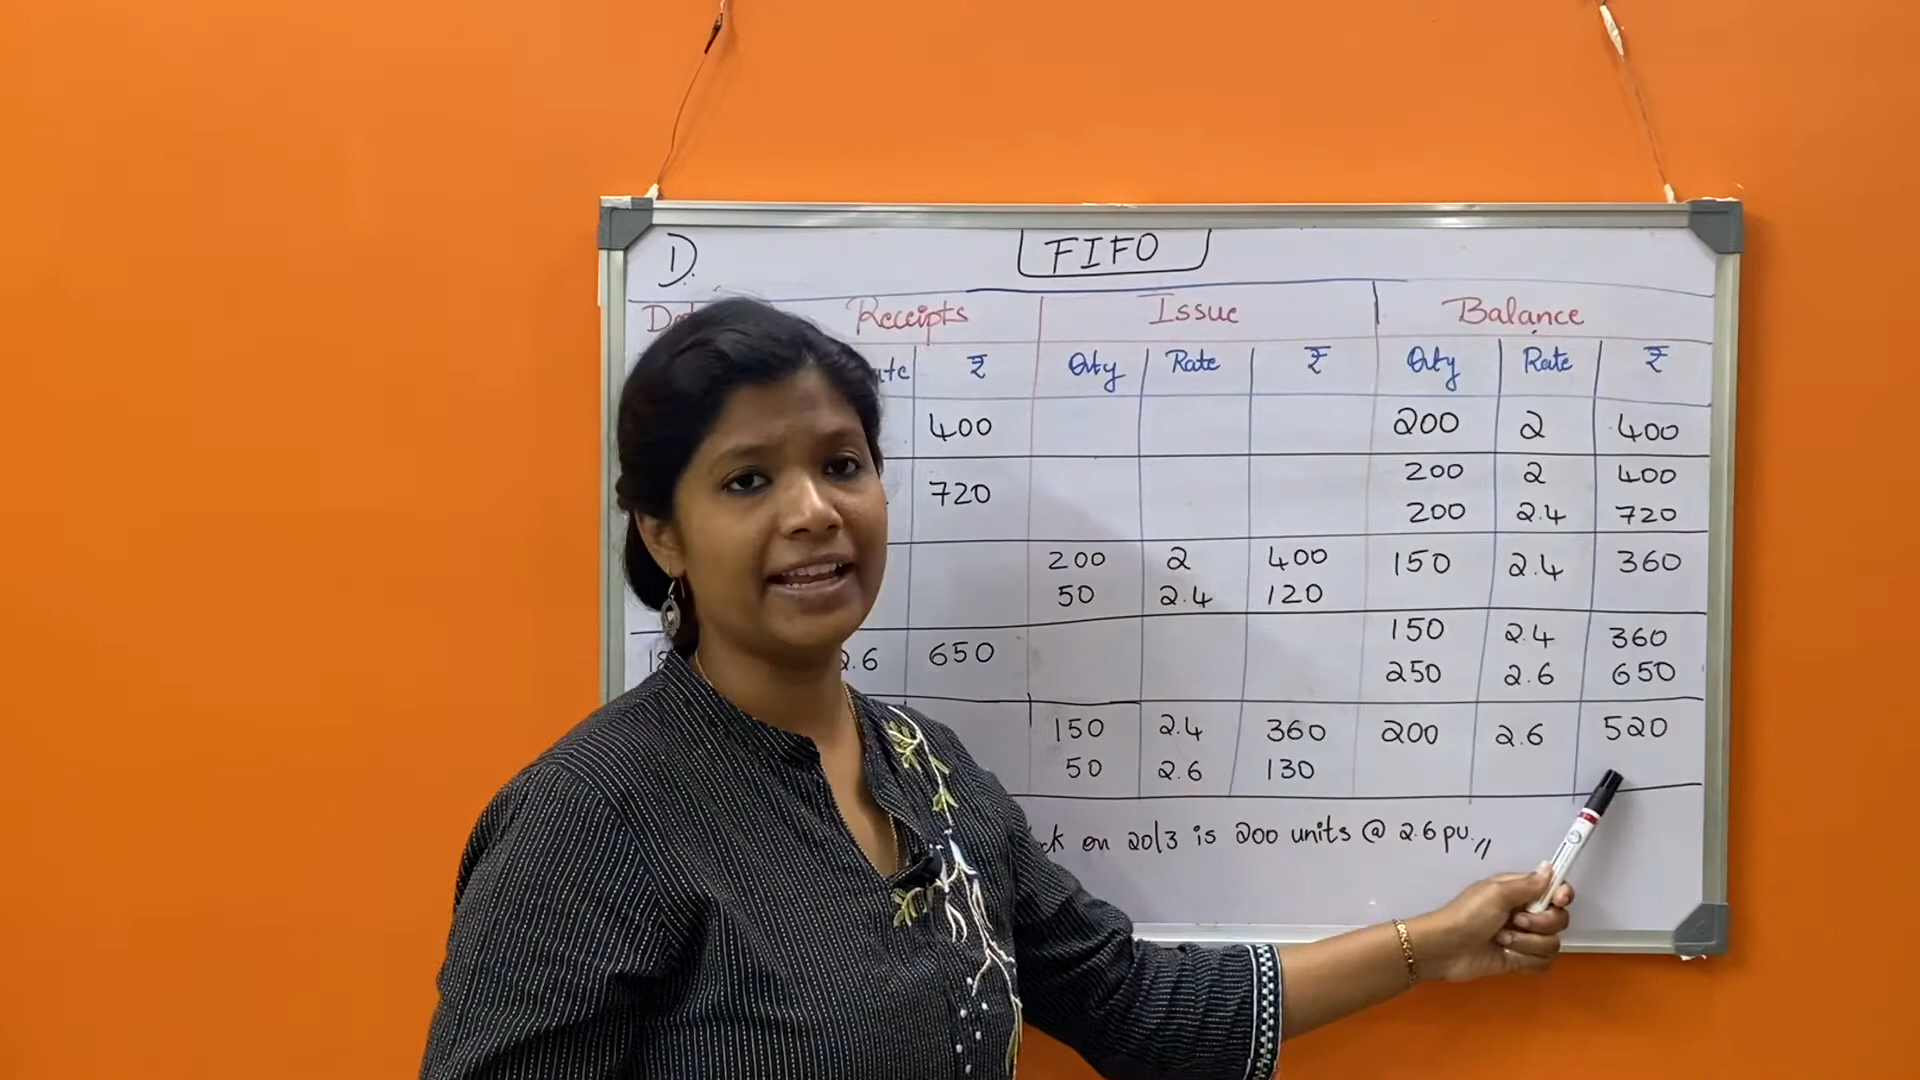 1) FIFO
Receipts Issue Balance
₹ Qty Rate ₹ Qty Rate ₹
400 200 2 400
720 200 2 400
200 2.4 720
200 2 400 150 2.4 360
50 2.4 120
2.6 650 150 2.4 360
250 2.6 650
150 2.4 360 200 2.6 520
50 2.6 130
on 20/3 is 200 units @ 2.6 pu.//